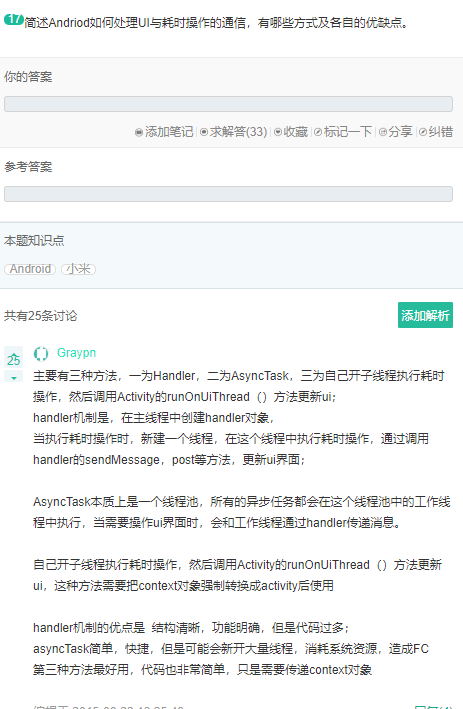 17 简述Andriod如何处理UI与耗时操作的通信，有哪些方式及各自的优缺点。
你的答案
添加笔记 求解答(33) 收藏 标记一下 分享 纠错
参考答案
本题知识点
Android 小米
共有25条讨论 添加解析
25 Graypn
主要有三种方法，一为Handler，二为AsyncTask，三为自己开子线程执行耗时
操作，然后调用Activity的runOnUiThread（）方法更新ui；
handler机制是，在主线程中创建handler对象，
当执行耗时操作时，新建一个线程，在这个线程中执行耗时操作，通过调用
handler的sendMessage，post等方法，更新ui界面；
AsyncTask本质上是一个线程池，所有的异步任务都会在这个线程池中的工作线
程中执行，当需要操作ui界面时，会和工作线程通过handler传递消息。
自己开子线程执行耗时操作，然后调用Activity的runOnUiThread（）方法更新
ui，这种方法需要把context对象强制转换成activity后使用
handler机制的优点是 结构清晰，功能明确，但是代码过多；
asyncTask简单，快捷，但是可能会新开大量线程，消耗系统资源，造成FC
第三种方法最好用，代码也非常简单，只是需要传递context对象